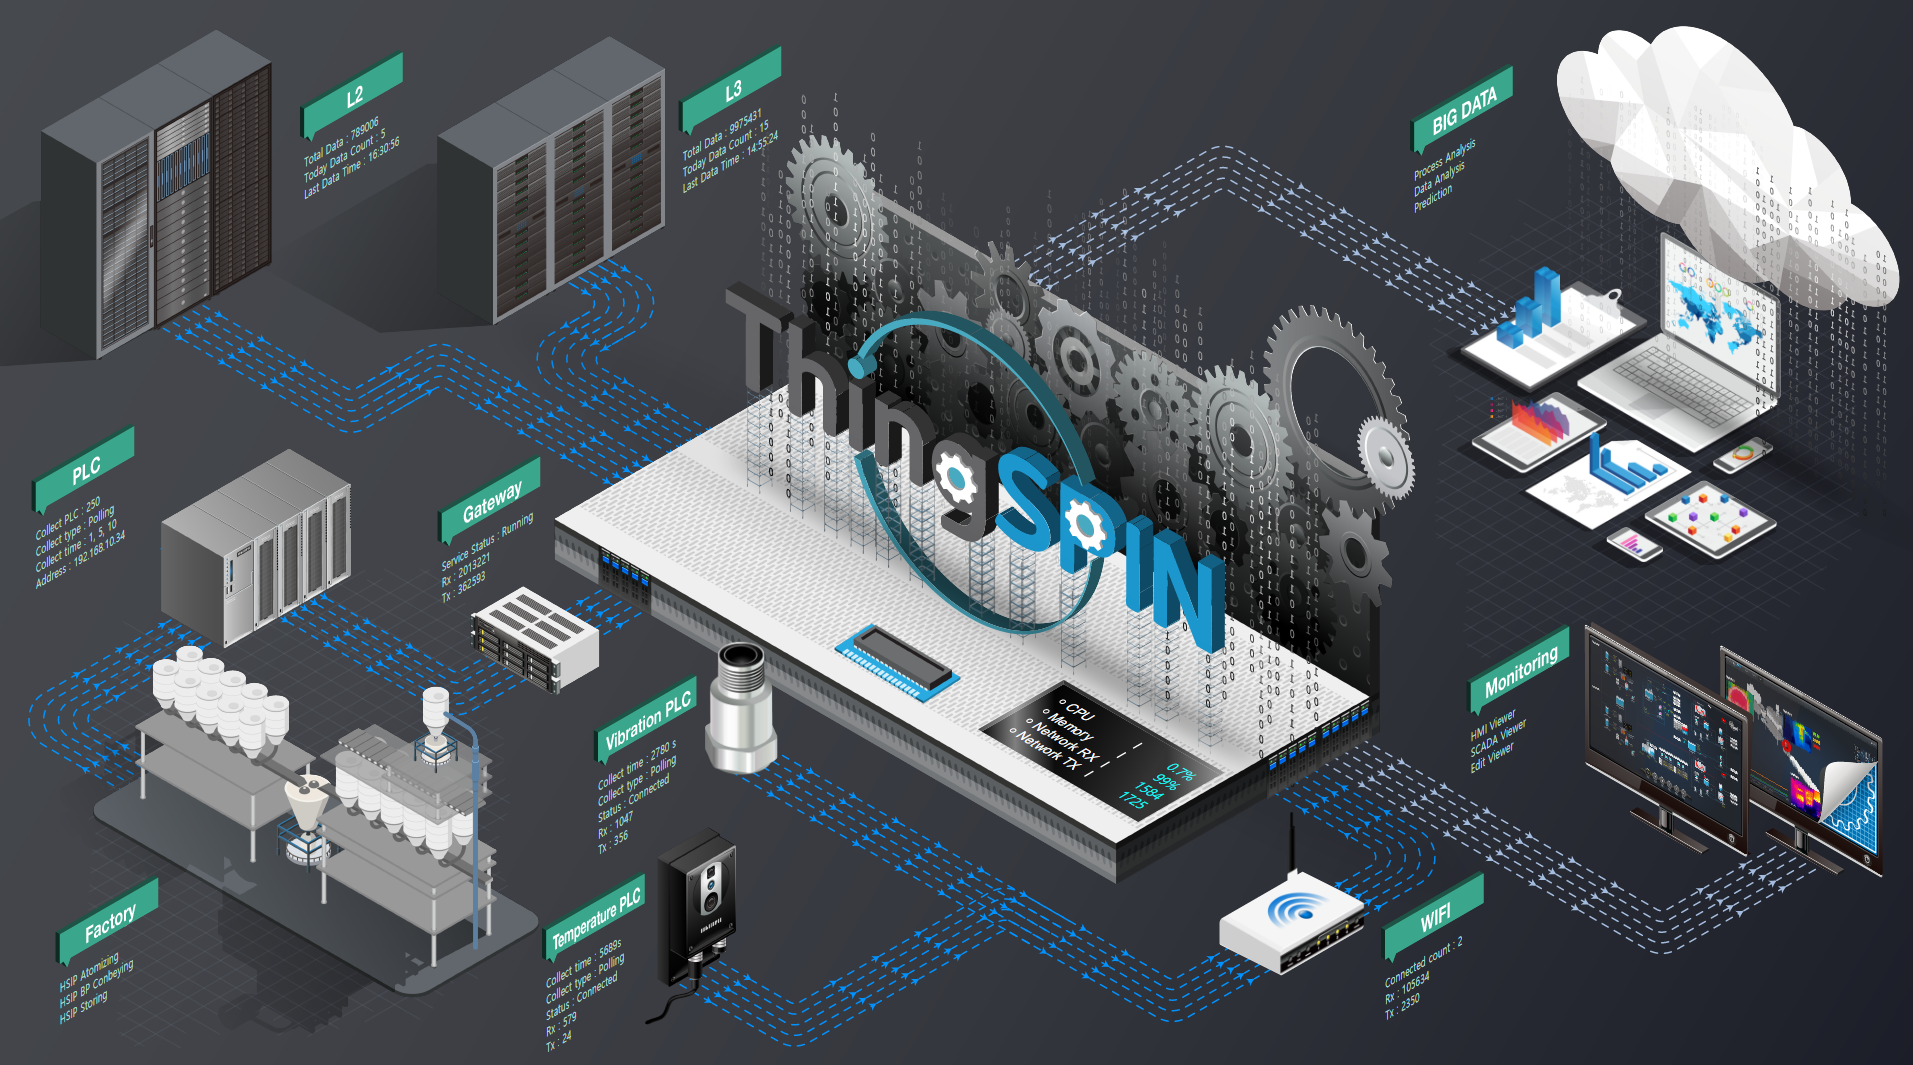 L2
Total Data : 789006
Today Data Count : 5
Last Data Time : 16:30:56
L3
Total Data : 9975431
Today Data Count : 15
Last Data Time : 14:55:24
BIG DATA
Process Analysis
Data Analysis
Prediction
ThingSPIN
PLC
Collect PLC : 250
Collect type : Polling
Collect time : 1, 5, 10
Address : 192.168.10.34
Gateway
Service Status : Running
Rx : 2013221
Tx : 362593
Vibration PLC
Collect time : 2780 s
Collect type : Polling
Status : Connected
Rx : 1047
Tx : 356
CPU 0.7%
Memory 99%
Network RX 1584
Network TX 1725
Monitoring
HMI Viewer
SCADA Viewer
Edit Viewer
Factory
HSIP Atomizing
HSIP BP Conbeying
HSIP Storing
Temperature PLC
Collect time : 5689s
Collect type : Polling
Status : Connected
Rx : 579
Tx : 24
WIFI
Connected count : 2
Rx : 105634
Tx : 2350